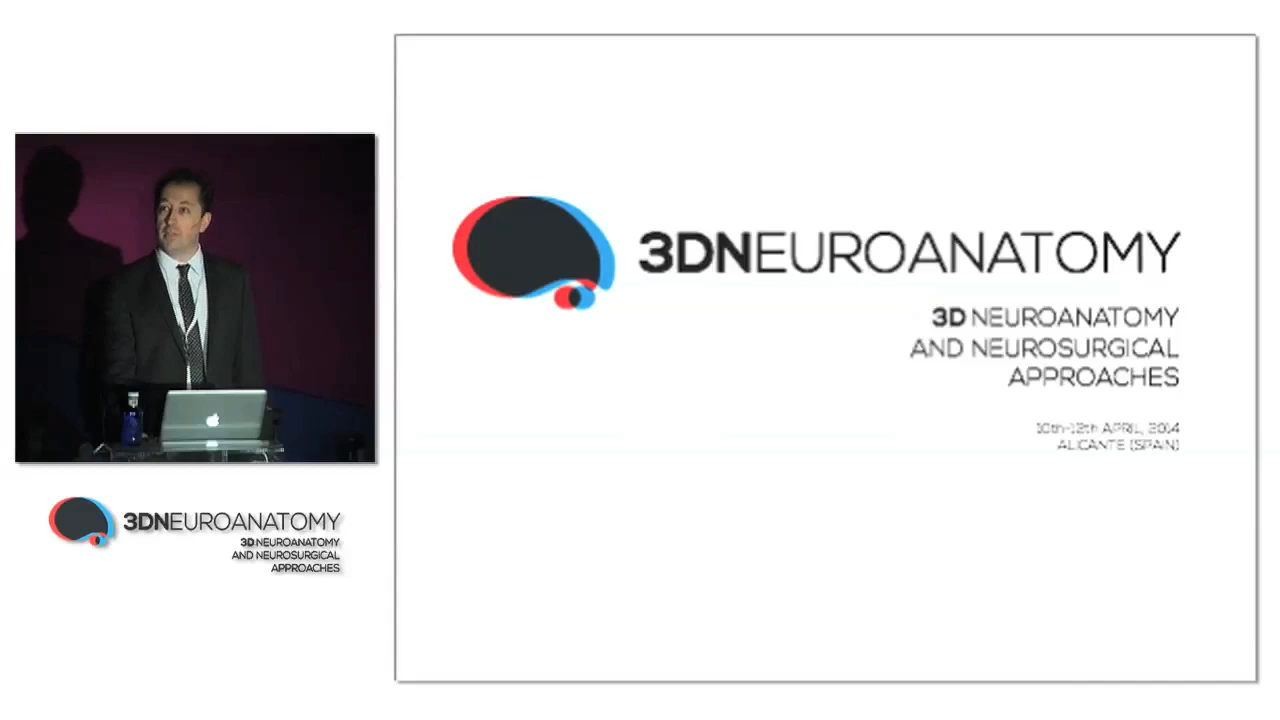 3DNEUROANATOMY
3D NEUROANATOMY
AND NEUROSURGICAL
APPROACHES
10th-12th APRIL, 2014
ALICANTE (SPAIN)
3DNEUROANATOMY
3D NEUROANATOMY
AND NEUROSURGICAL
APPROACHES